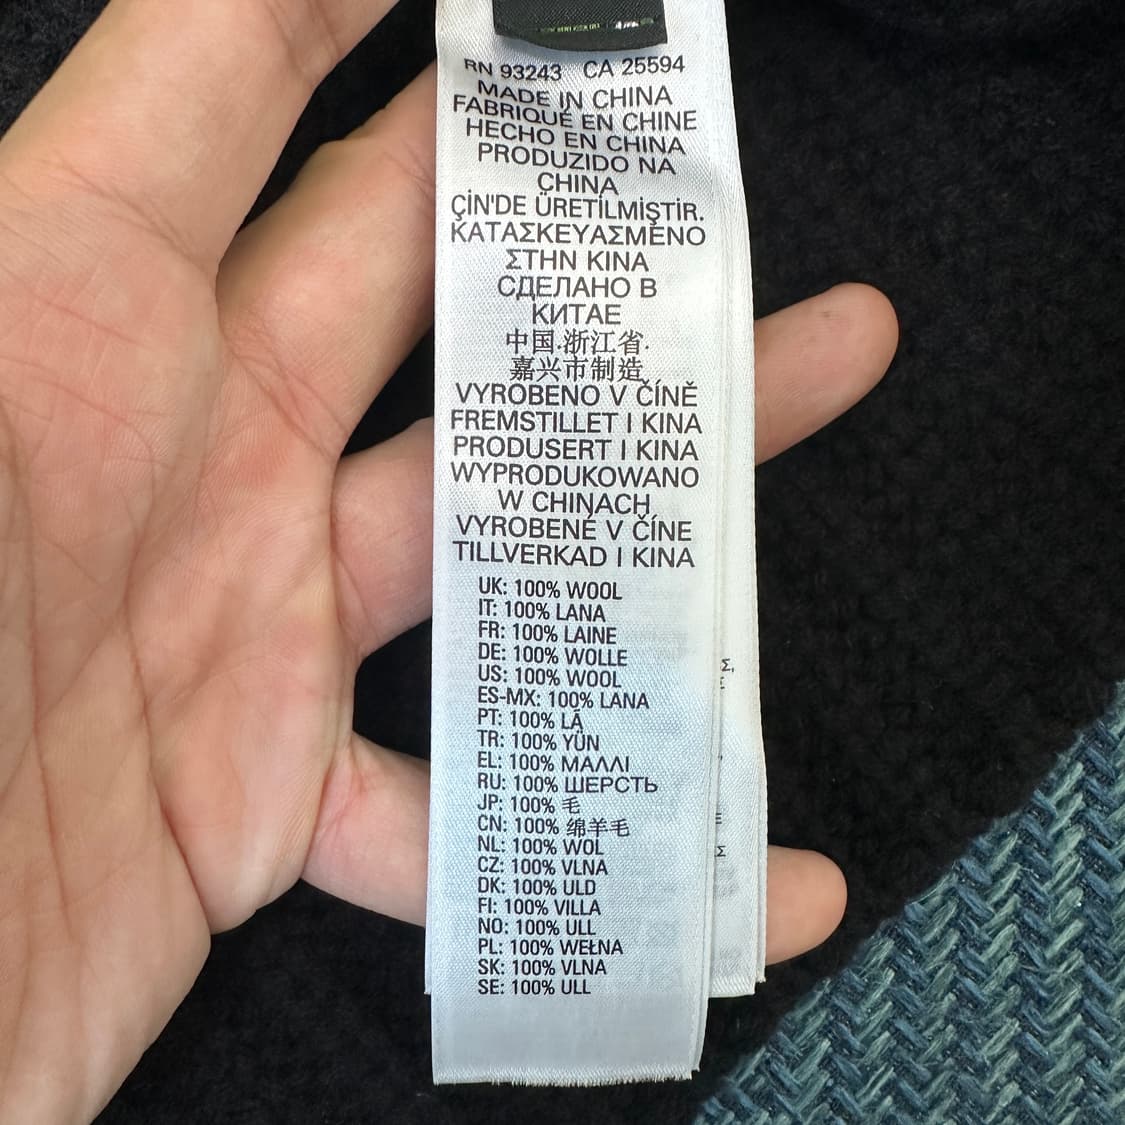 RN 93243 CA 25594
MADE IN CHINA
FABRIQUÉ EN CHINE
HECHO EN CHINA
PRODUZIDO NA
CHINA
ÇİN'DE ÜRETİLMİŞTİR.
ΚΑΤΑΣΚΕΥΑΣΜΕΝΟ
ΣΤΗΝ ΚΙΝΑ
СДЕЛАНО В
КИТАЕ
中国.浙江省.
嘉兴市制造
VYROBENO V ČÍNĚ
FREMSTILLET I KINA
PRODUSERT I KINA
WYPRODUKOWANO
W CHINACH
VYROBENÉ V ČÍNE
TILLVERKAD I KINA
UK: 100% WOOL
IT: 100% LANA
FR: 100% LAINE
DE: 100% WOLLE
US: 100% WOOL
ES-MX: 100% LANA
PT: 100% LÃ
TR: 100% YÜN
EL: 100% ΜΑΛΛΙ
RU: 100% ШЕРСТЬ
JP: 100% 毛
CN: 100% 绵羊毛
NL: 100% WOL
CZ: 100% VLNA
DK: 100% ULD
FI: 100% VILLA
NO: 100% ULL
PL: 100% WEŁNA
SK: 100% VLNA
SE: 100% ULL